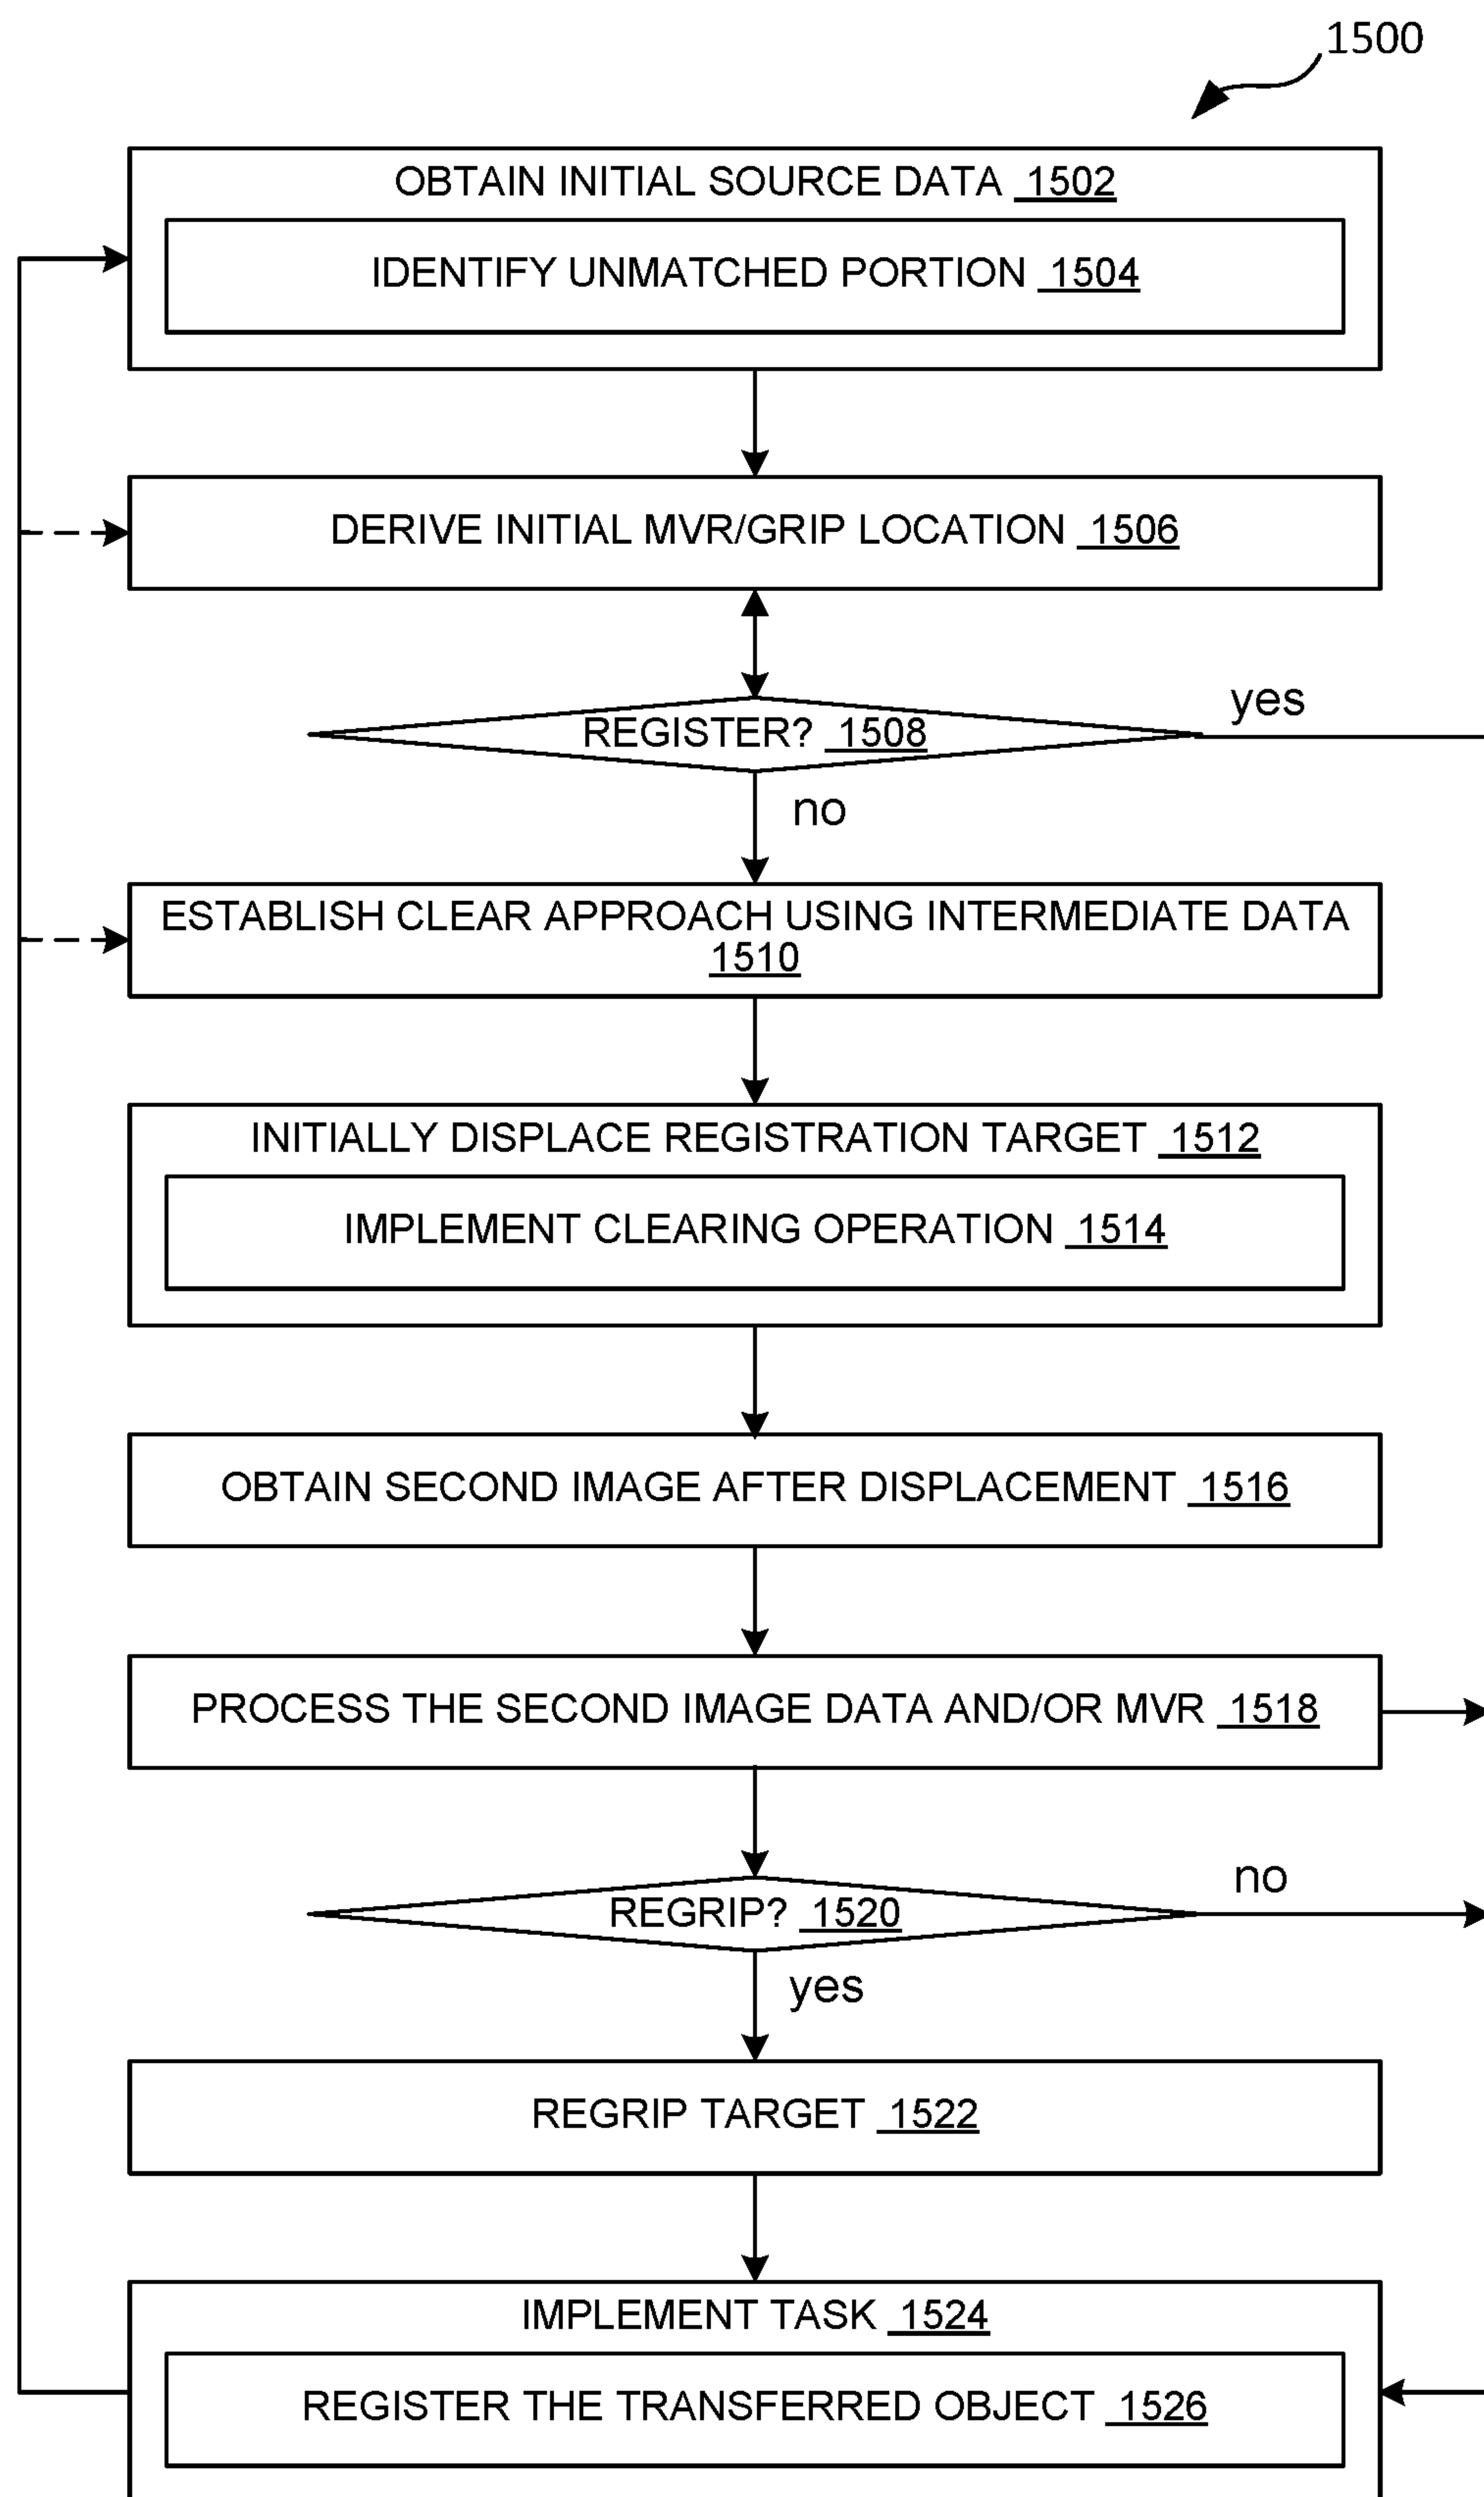 1500
OBTAIN INITIAL SOURCE DATA 1502
IDENTIFY UNMATCHED PORTION 1504
DERIVE INITIAL MVR/GRIP LOCATION 1506
REGISTER? 1508
yes
no
ESTABLISH CLEAR APPROACH USING INTERMEDIATE DATA
1510
INITIALLY DISPLACE REGISTRATION TARGET 1512
IMPLEMENT CLEARING OPERATION 1514
OBTAIN SECOND IMAGE AFTER DISPLACEMENT 1516
PROCESS THE SECOND IMAGE DATA AND/OR MVR 1518
REGRIP? 1520
no
yes
REGRIP TARGET 1522
IMPLEMENT TASK 1524
REGISTER THE TRANSFERRED OBJECT 1526